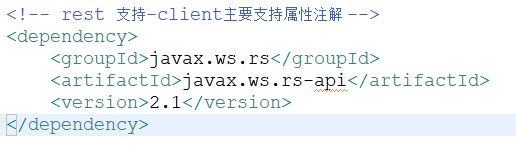 <!-- rest 支持-client主要支持属性注解 -->
<dependency>
<groupId>javax.ws.rs</groupId>
<artifactId>javax.ws.rs-api</artifactId>
<version>2.1</version>
</dependency>